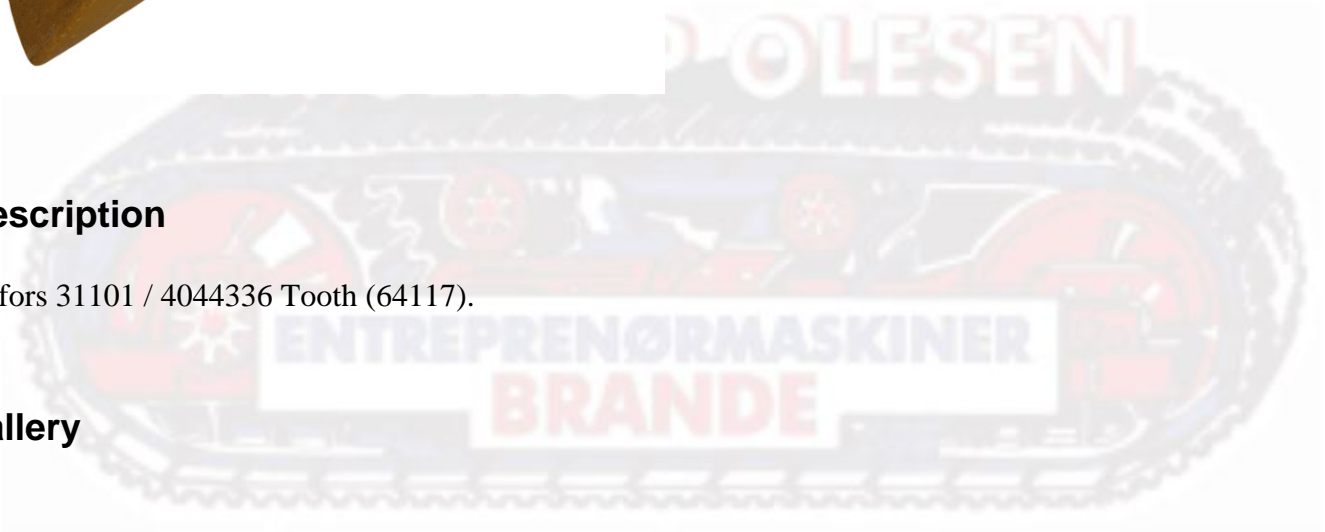 P OLESEN
escription
fors 31101 / 4044336 Tooth (64117).
ENTREPRENØRMASKINER
BRANDE
allery